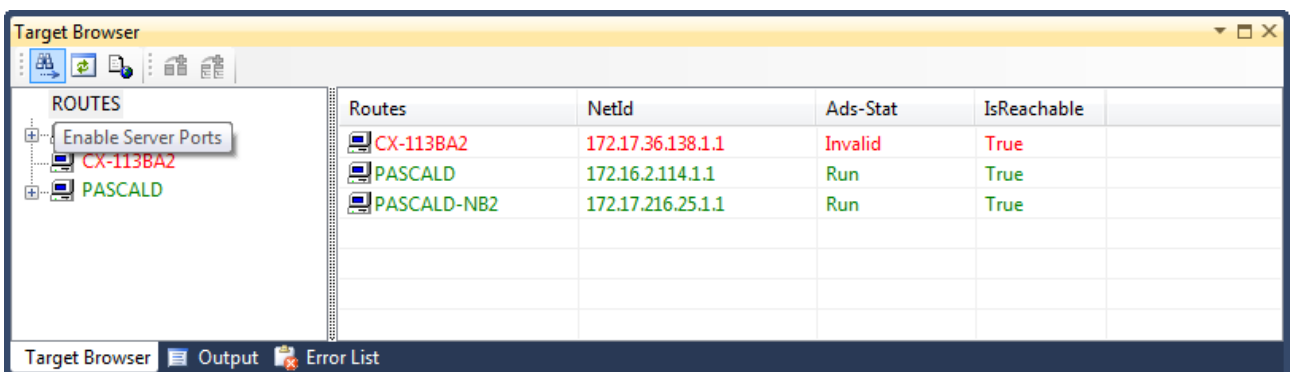 Target Browser
ROUTES
Enable Server Ports
CX-113BA2
PASCALD
Routes NetId Ads-Stat IsReachable
CX-113BA2 172.17.36.138.1.1 Invalid True
PASCALD 172.16.2.114.1.1 Run True
PASCALD-NB2 172.17.216.25.1.1 Run True
Target Browser Output Error List